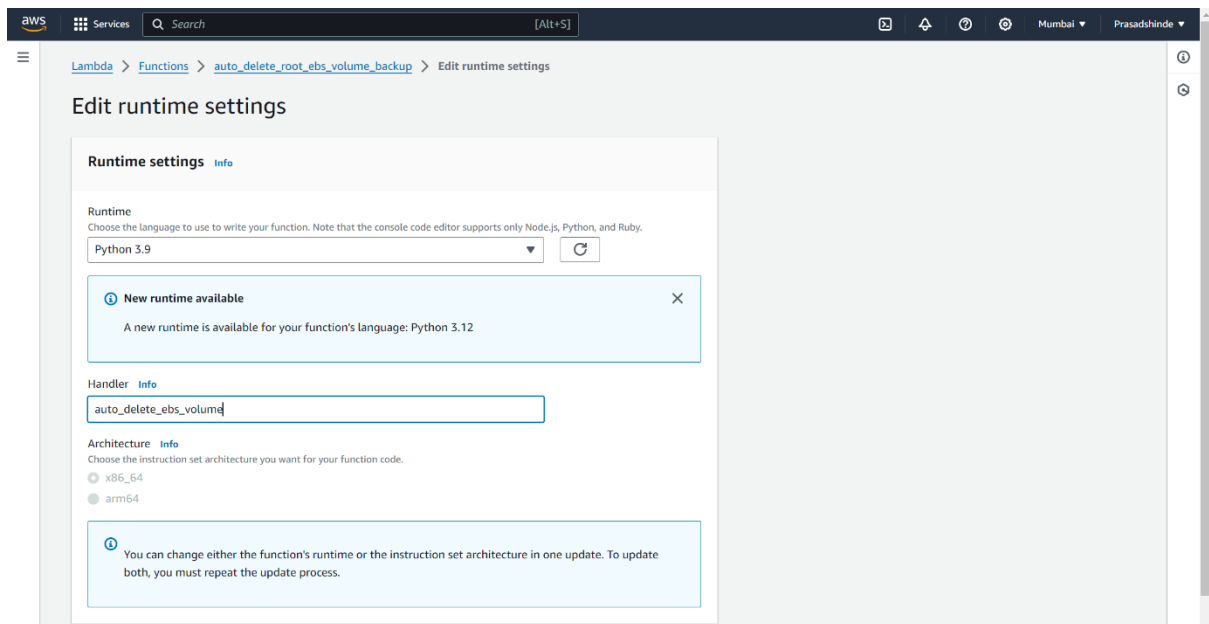 aws
Services
Search
[Alt+S]
Mumbai
Prasadshinde
Lambda > Functions > auto_delete_root_ebs_volume_backup > Edit runtime settings
Edit runtime settings
Runtime settings Info
Runtime
Choose the language to use to write your function. Note that the console code editor supports only Node.js, Python, and Ruby.
Python 3.9
New runtime available
A new runtime is available for your function's language: Python 3.12
Handler Info
auto_delete_ebs_volume
Architecture Info
Choose the instruction set architecture you want for your function code.
x86_64
arm64
You can change either the function's runtime or the instruction set architecture in one update. To update
both, you must repeat the update process.